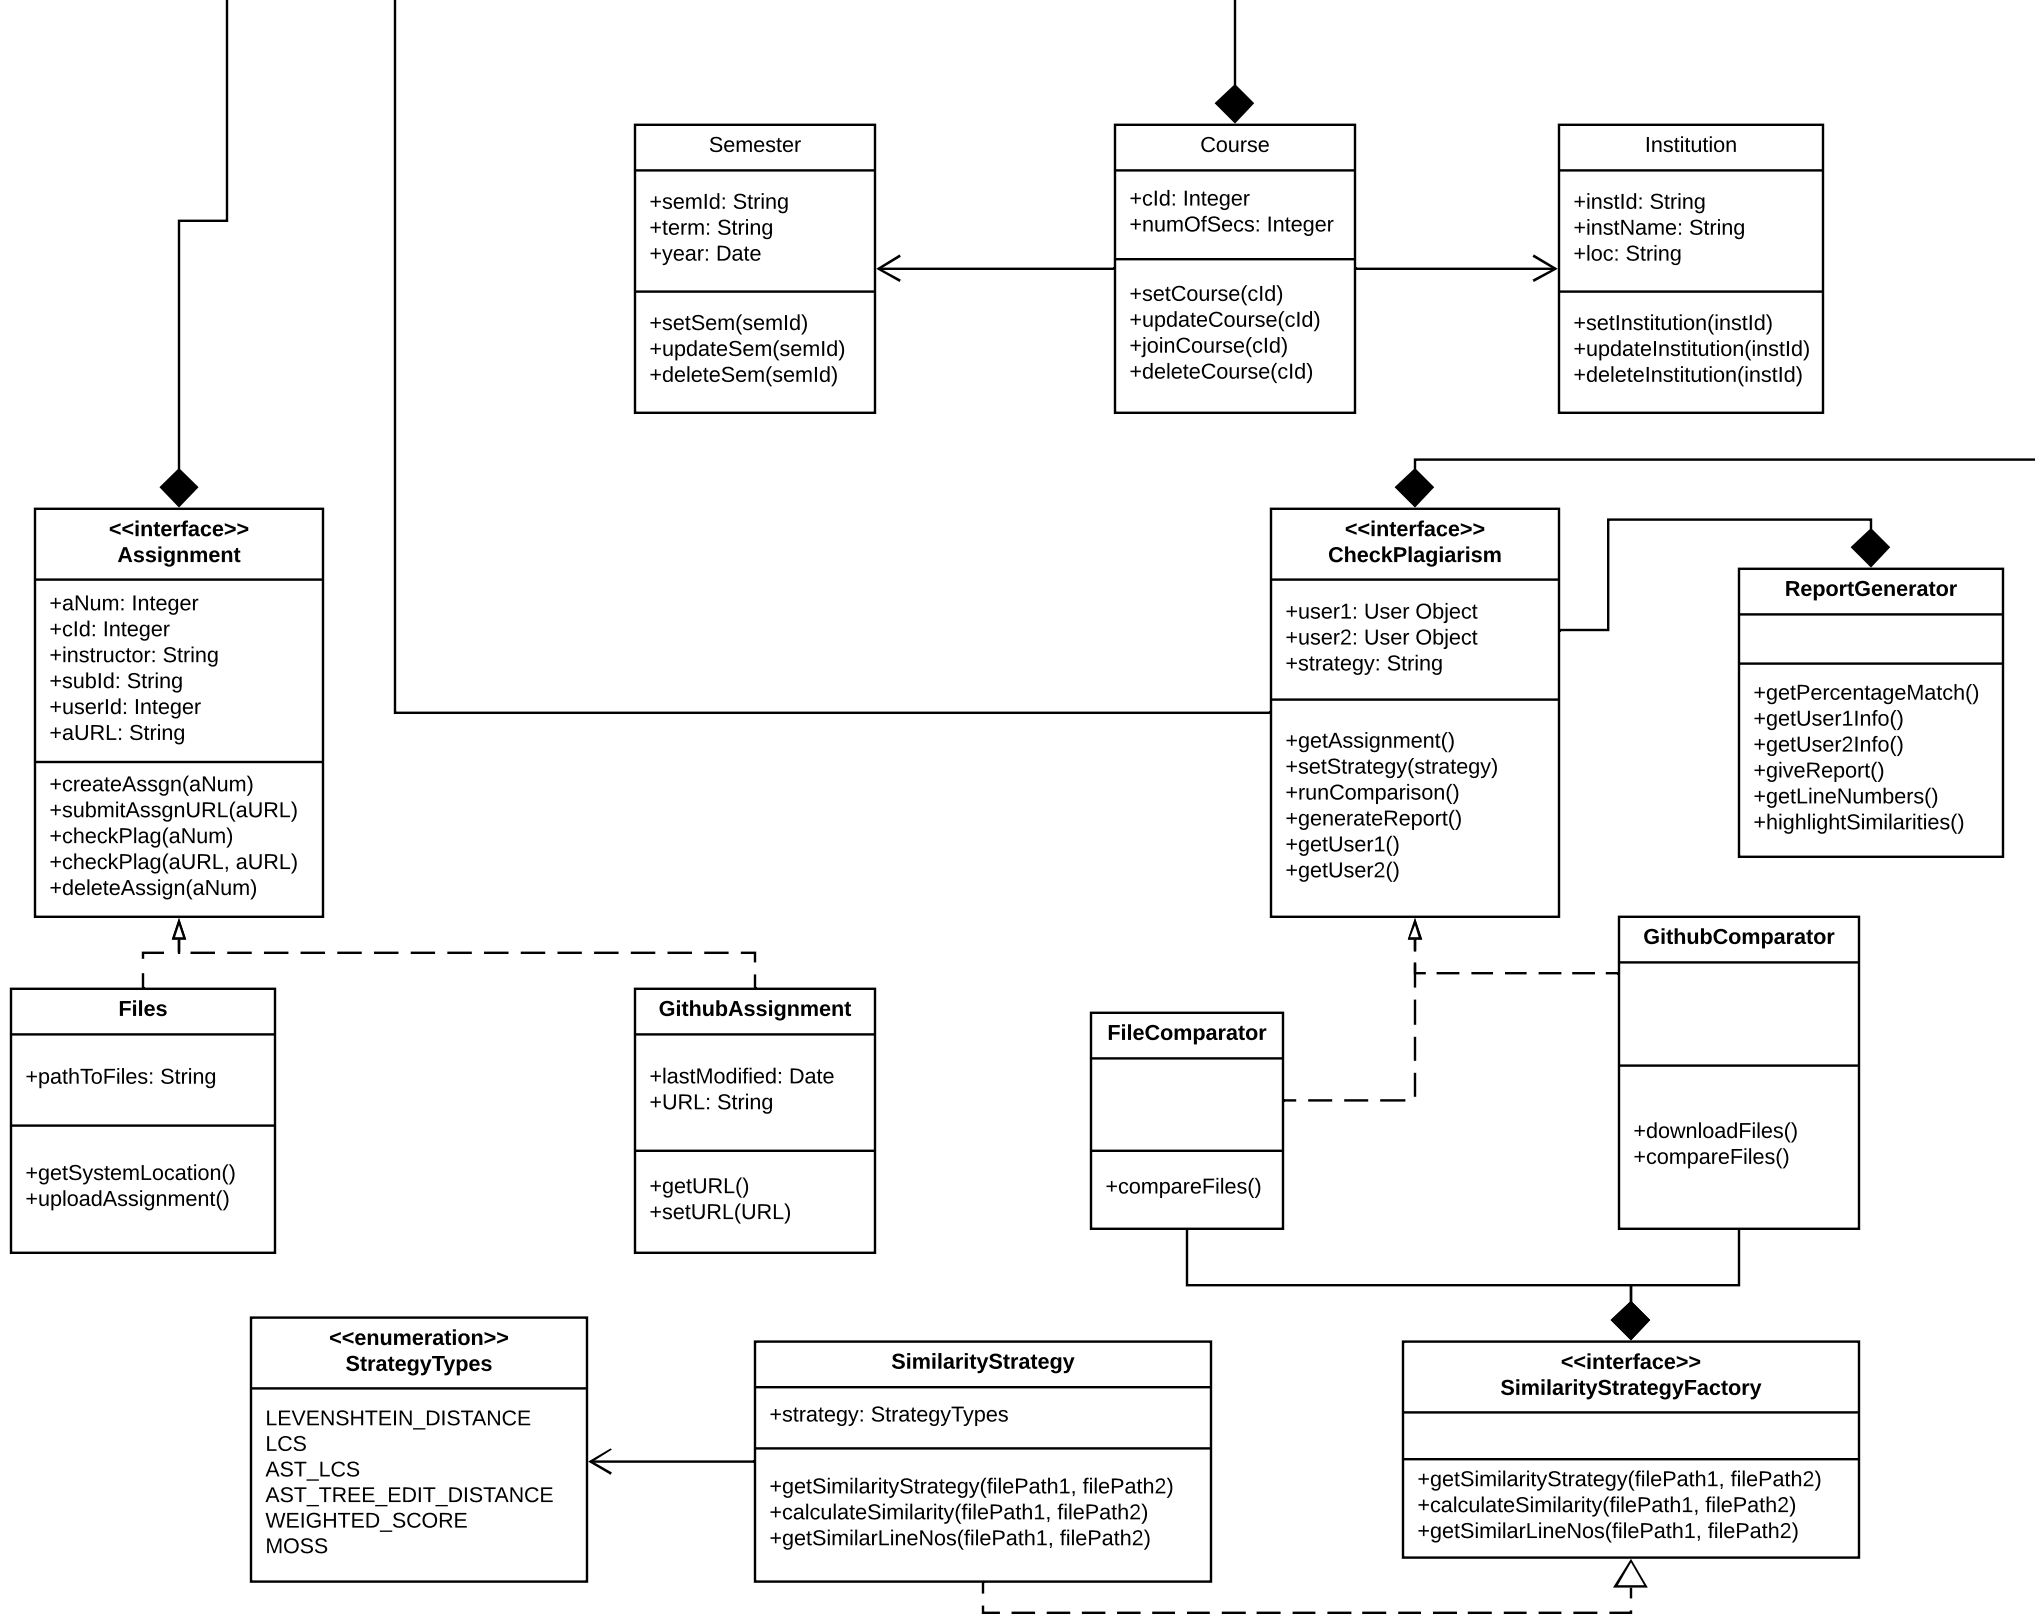 Semester
+semId: String
+term: String
+year: Date
+setSem(semId)
+updateSem(semId)
+deleteSem(semId)
Course
+cId: Integer
+numOfSecs: Integer
+setCourse(cId)
+updateCourse(cId)
+joinCourse(cId)
+deleteCourse(cId)
Institution
+instId: String
+instName: String
+loc: String
+setInstitution(instId)
+updateInstitution(instId)
+deleteInstitution(instId)
<<interface>>
Assignment
+aNum: Integer
+cId: Integer
+instructor: String
+subId: String
+userId: Integer
+aURL: String
+createAssgn(aNum)
+submitAssgnURL(aURL)
+checkPlag(aNum)
+checkPlag(aURL, aURL)
+deleteAssign(aNum)
<<interface>>
CheckPlagiarism
+user1: User Object
+user2: User Object
+strategy: String
+getAssignment()
+setStrategy(strategy)
+runComparison()
+generateReport()
+getUser1()
+getUser2()
ReportGenerator
+getPercentageMatch()
+getUser1Info()
+getUser2Info()
+giveReport()
+getLineNumbers()
+highlightSimilarities()
Files
+pathToFiles: String
+getSystemLocation()
+uploadAssignment()
GithubAssignment
+lastModified: Date
+URL: String
+getURL()
+setURL(URL)
FileComparator
+compareFiles()
GithubComparator
+downloadFiles()
+compareFiles()
<<enumeration>>
StrategyTypes
LEVENSHTEIN_DISTANCE
LCS
AST_LCS
AST_TREE_EDIT_DISTANCE
WEIGHTED_SCORE
MOSS
SimilarityStrategy
+strategy: StrategyTypes
+getSimilarityStrategy(filePath1, filePath2)
+calculateSimilarity(filePath1, filePath2)
+getSimilarLineNos(filePath1, filePath2)
<<interface>>
SimilarityStrategyFactory
+getSimilarityStrategy(filePath1, filePath2)
+calculateSimilarity(filePath1, filePath2)
+getSimilarLineNos(filePath1, filePath2)